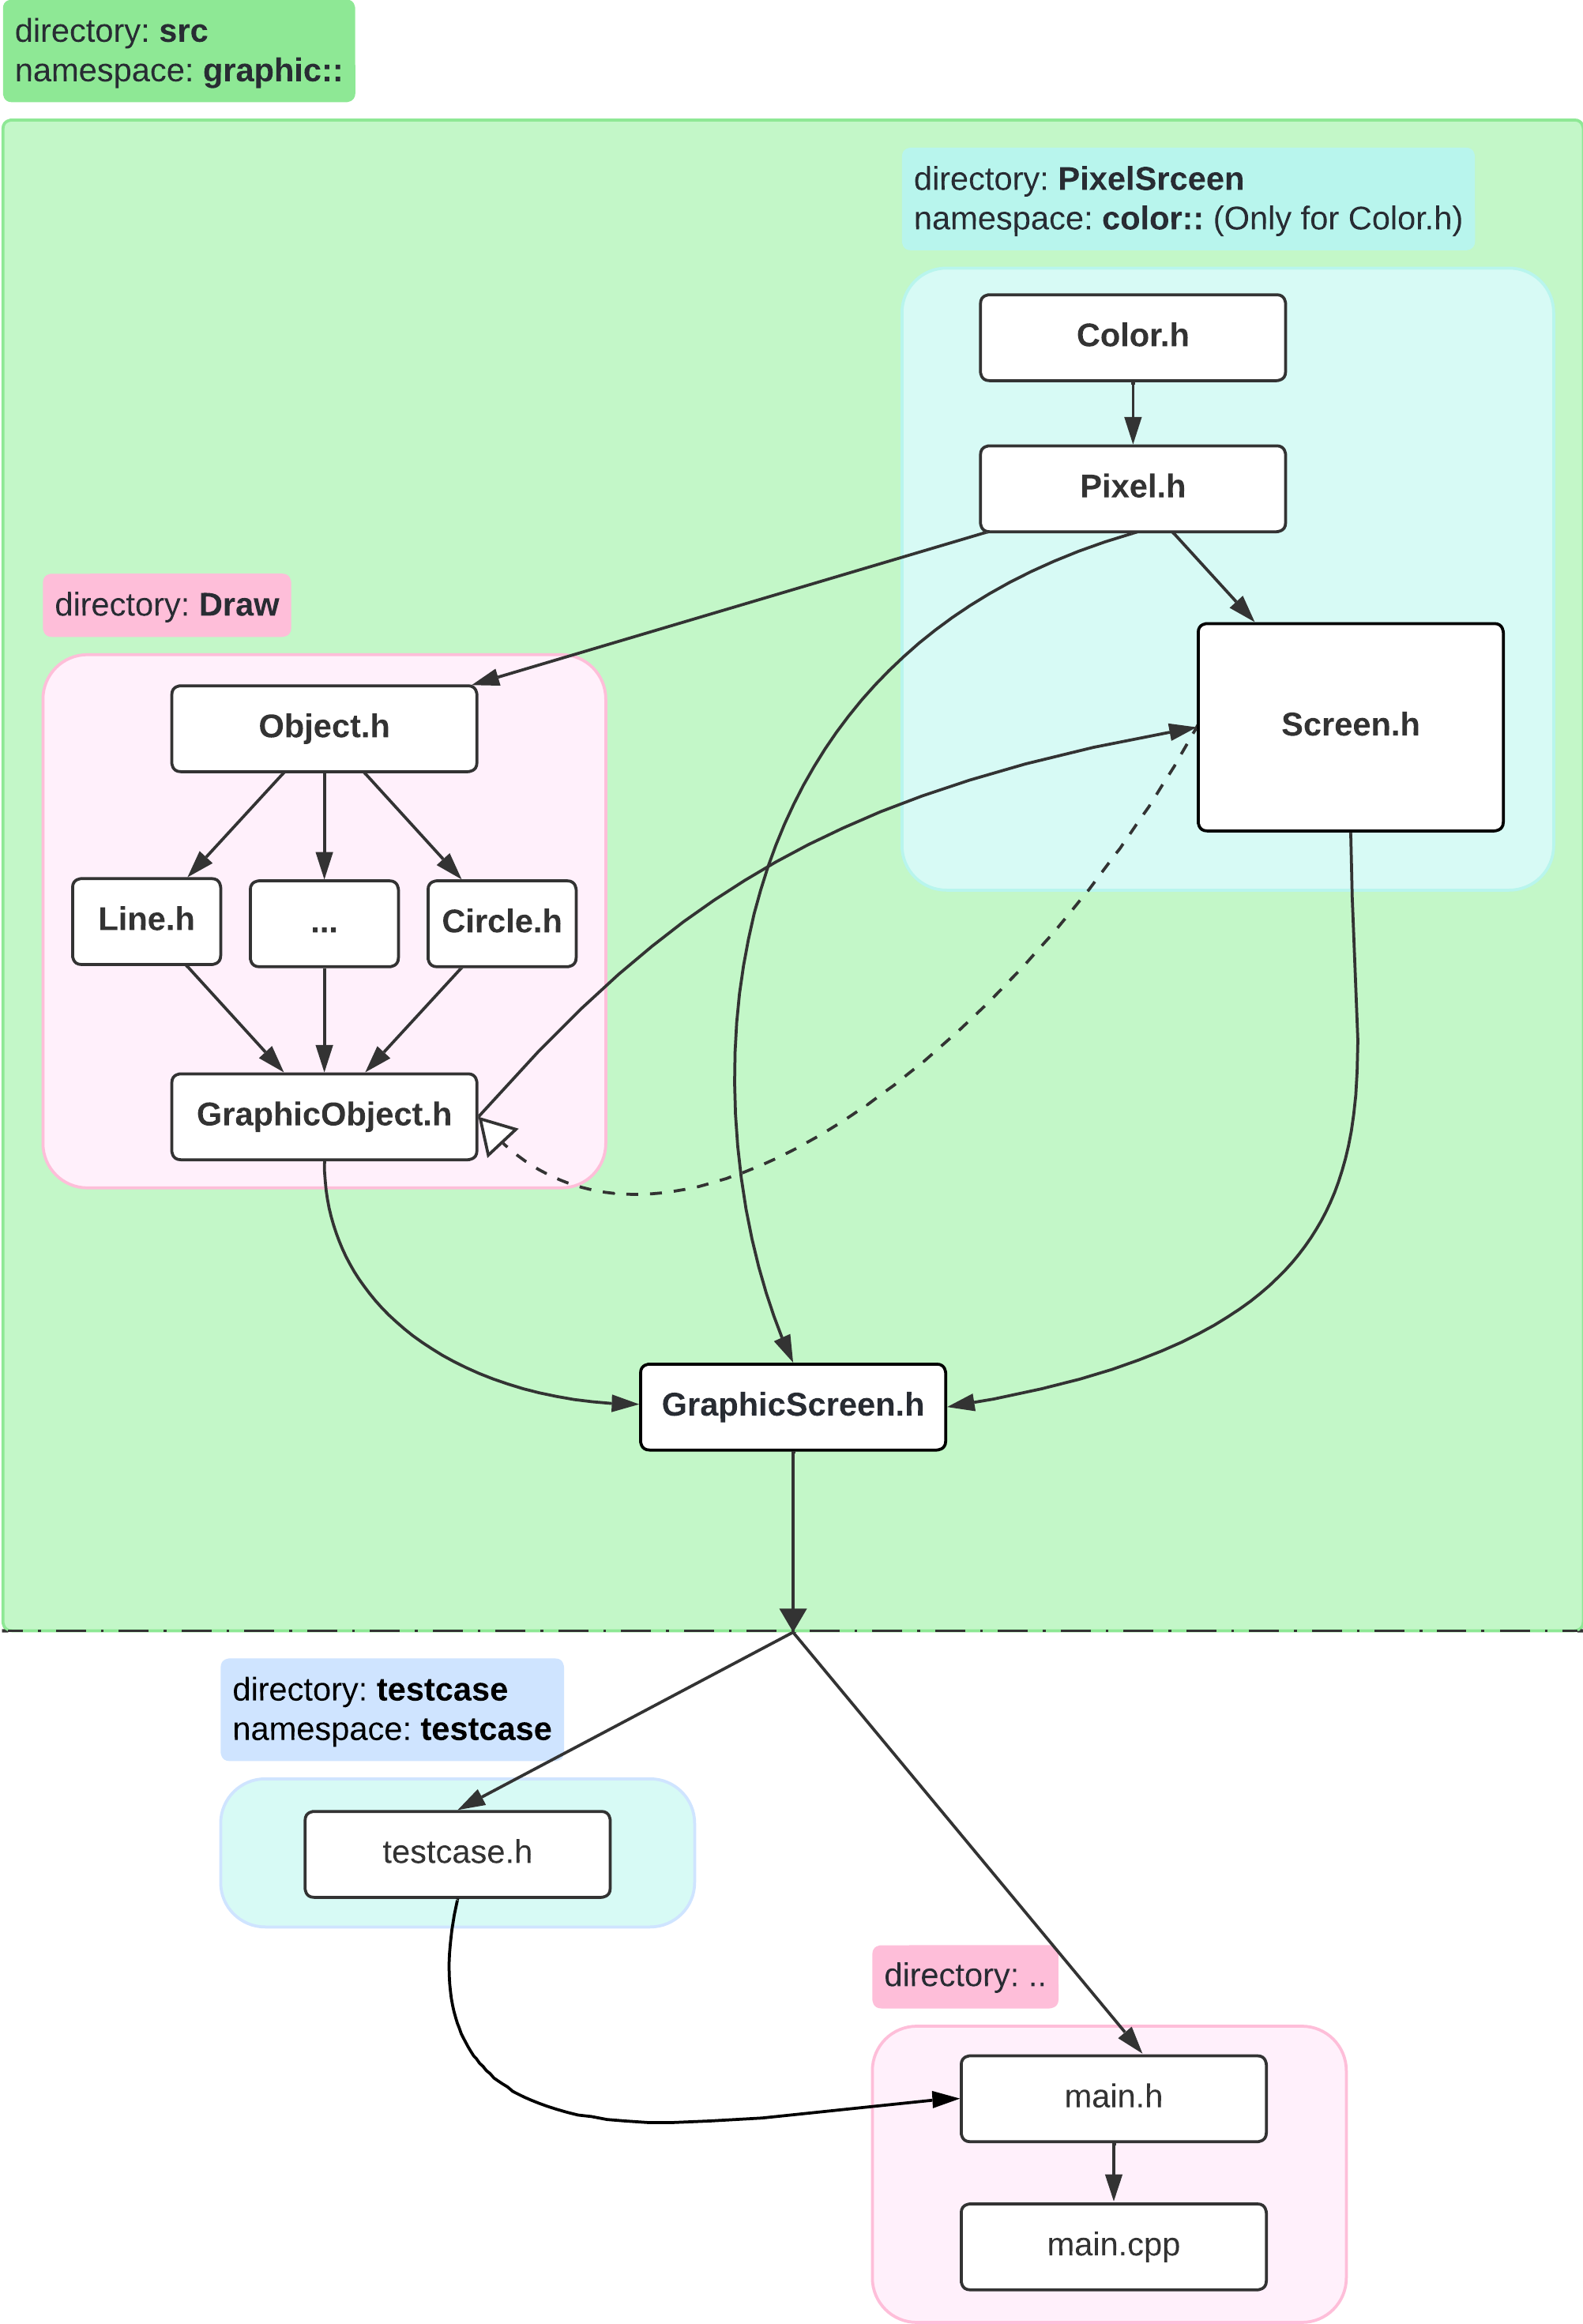 directory: src
namespace: graphic::
directory: PixelSrceen
namespace: color:: (Only for Color.h)
Color.h
Pixel.h
directory: Draw
Object.h
Screen.h
Line.h
...
Circle.h
GraphicObject.h
GraphicScreen.h
directory: testcase
namespace: testcase
testcase.h
directory: ..
main.h
main.cpp